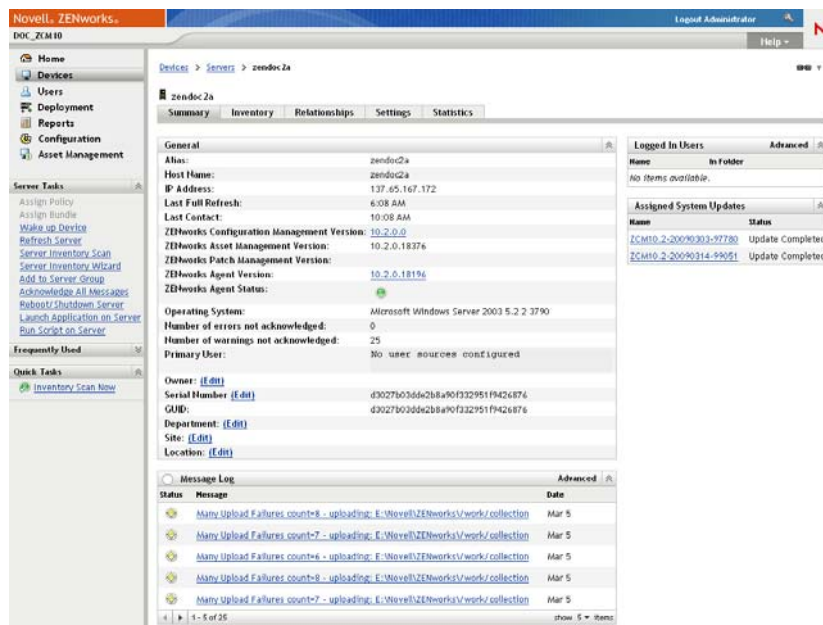 Novell® ZENworks®
Logout Administrator
DOC_ZCM10
Help
N
Home
Devices
Users
Deployment
Reports
Configuration
Asset Management
Server Tasks
Assign Policy
Assign Bundle
Wake up Device
Refresh Server
Server Inventory Scan
Server Inventory Wizard
Add to Server Group
Acknowledge All Messages
Reboot/Shutdown Server
Launch Application on Server
Run Script on Server
Frequently Used
Quick Tasks
Inventory Scan Now
Devices > Servers > zendoc2a
zendoc2a
Summary Inventory Relationships Settings Statistics
General
Alias: zendoc2a
Host Name: zendoc2a
IP Address: 137.65.167.172
Last Full Refresh: 6:08 AM
Last Contact: 10:08 AM
ZENworks Configuration Management Version: 10.2.0.0
ZENworks Asset Management Version: 10.2.0.18376
ZENworks Patch Management Version:
ZENworks Agent Version: 10.2.0.18196
ZENworks Agent Status:
Operating System: Microsoft Windows Server 2003 5.2 2 3790
Number of errors not acknowledged: 0
Number of warnings not acknowledged: 25
Primary User: No user sources configured
Owner: (Edit)
Serial Number (Edit) d3027b03dde2b8a90f332951f9426876
GUID: d3027b03dde2b8a90f332951f9426876
Department: (Edit)
Site: (Edit)
Location: (Edit)
Message Log Advanced
Status Message Date
Many Upload Failures count=8 - uploading: E:\Novell\ZENworks\/work/collection Mar 5
Many Upload Failures count=7 - uploading: E:\Novell\ZENworks\/work/collection Mar 5
Many Upload Failures count=6 - uploading: E:\Novell\ZENworks\/work/collection Mar 5
Many Upload Failures count=8 - uploading: E:\Novell\ZENworks\/work/collection Mar 5
Many Upload Failures count=7 - uploading: E:\Novell\ZENworks\/work/collection Mar 5
1 - 5 of 25 show 5 items
Logged In Users Advanced
Name In Folder
No items available.
Assigned System Updates
Name Status
ZCM10.2-20090303-97780 Update Completed
ZCM10.2-20090314-99051 Update Completed